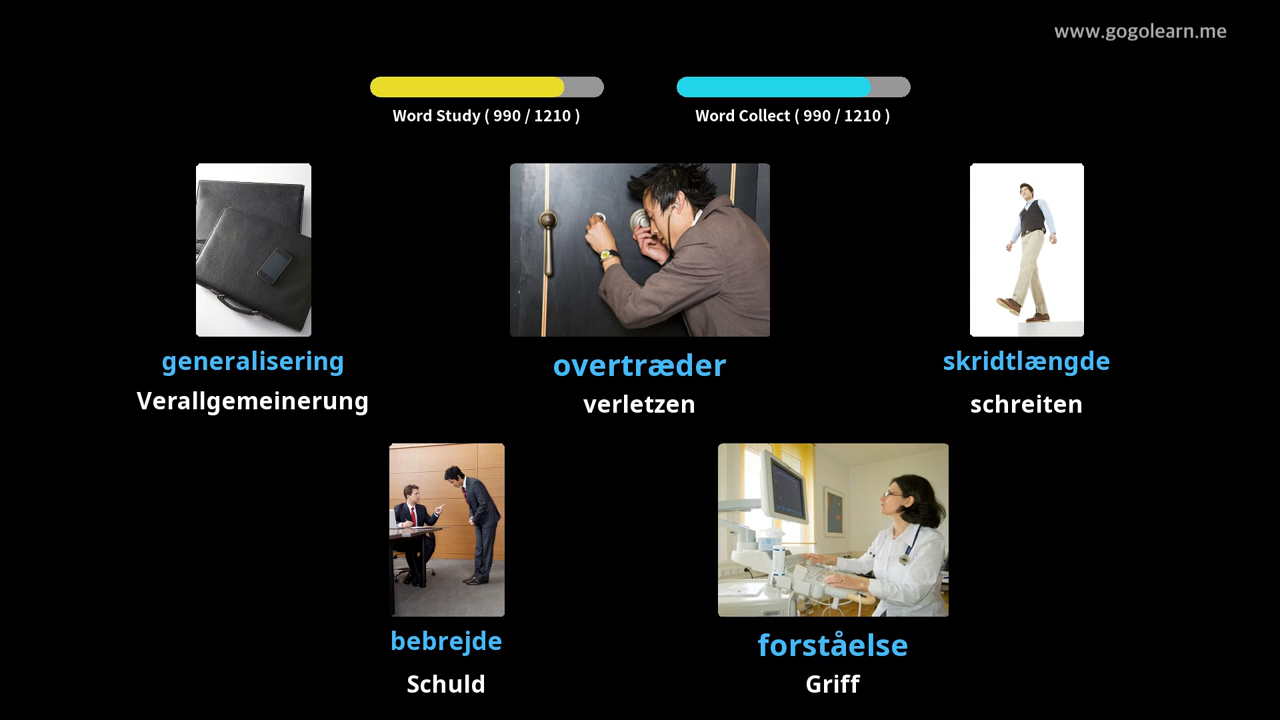 www.gogolearn.me
Word Study ( 990 / 1210 )
Word Collect ( 990 / 1210 )
generalisering
Verallgemeinerung
overtræder
verletzen
skridtlængde
schreiten
bebrejde
Schuld
forståelse
Griff